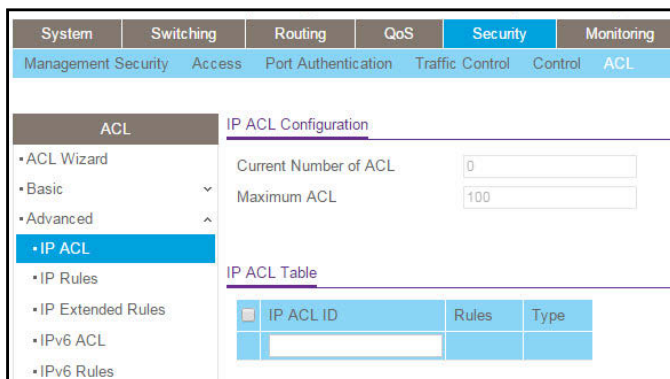 System Switching Routing QoS Security Monitoring
Management Security Access Port Authentication Traffic Control Control ACL
ACL
ACL Wizard
Basic
Advanced
IP ACL
IP Rules
IP Extended Rules
IPv6 ACL
IPv6 Rules
IP ACL Configuration
Current Number of ACL 0
Maximum ACL 100
IP ACL Table
IP ACL ID Rules Type